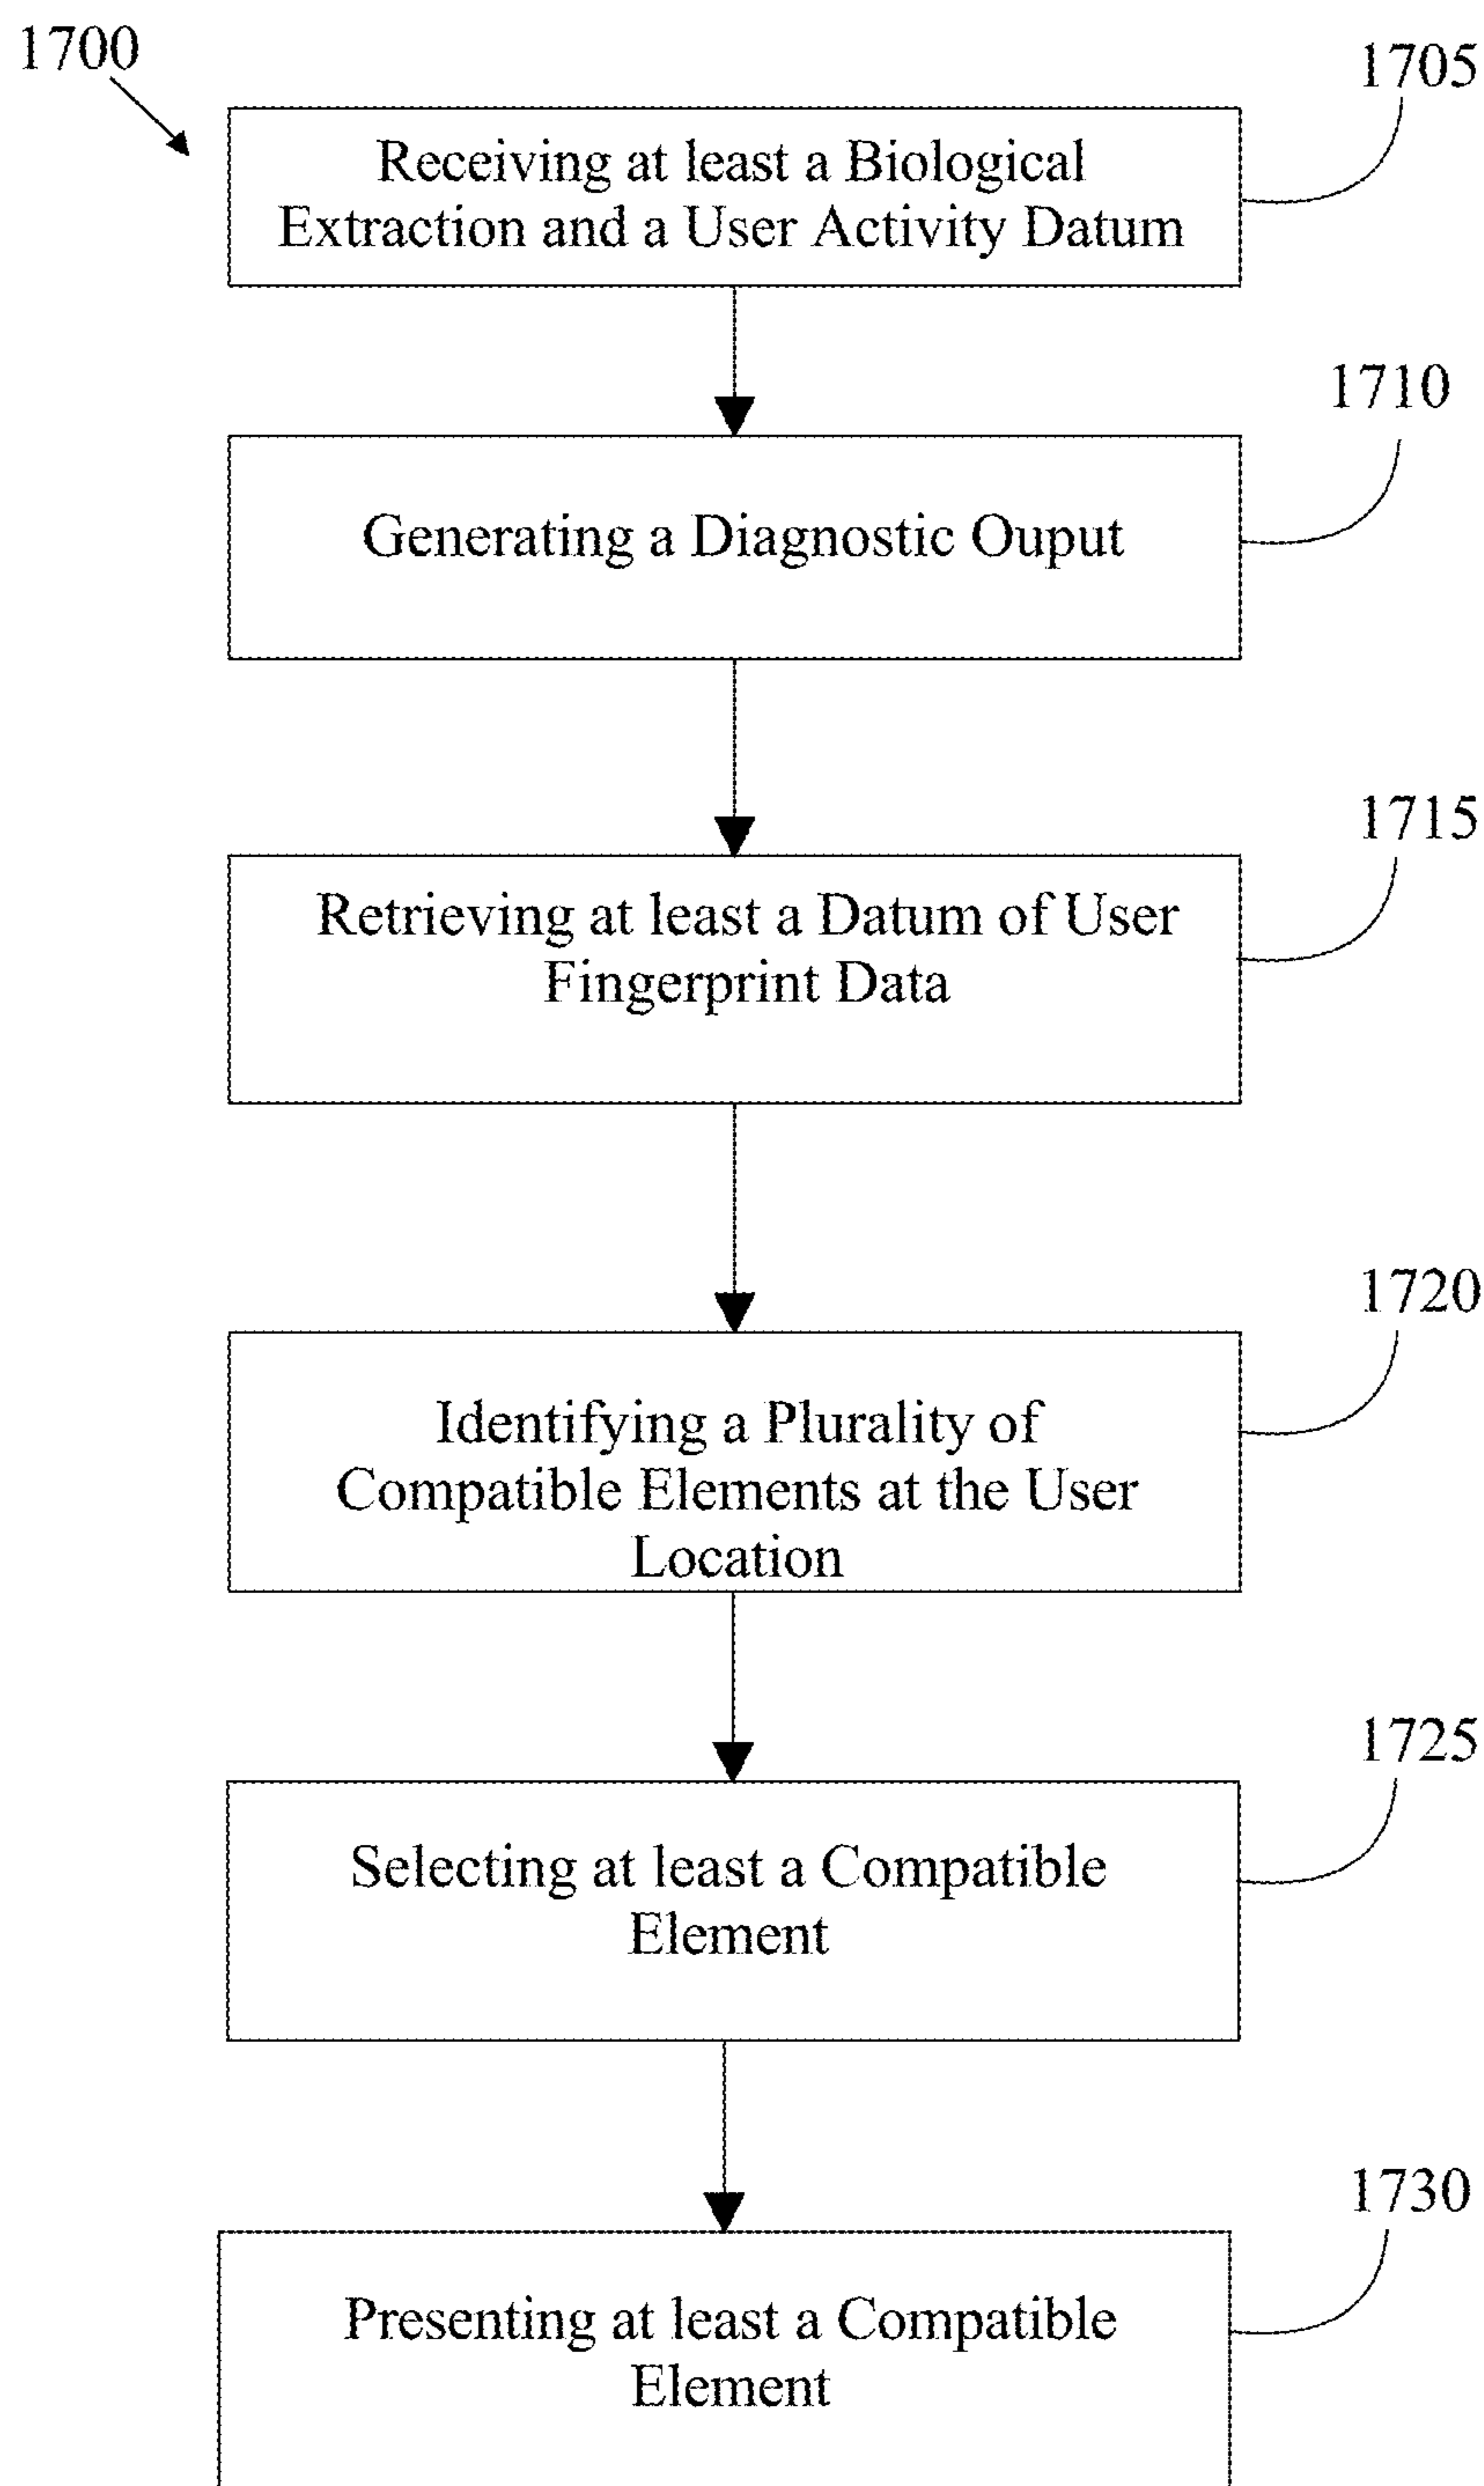 1700
1705
Receiving at least a Biological
Extraction and a User Activity Datum
1710
Generating a Diagnostic Ouput
1715
Retrieving at least a Datum of User
Fingerprint Data
1720
Identifying a Plurality of
Compatible Elements at the User
Location
1725
Selecting at least a Compatible
Element
1730
Presenting at least a Compatible
Element